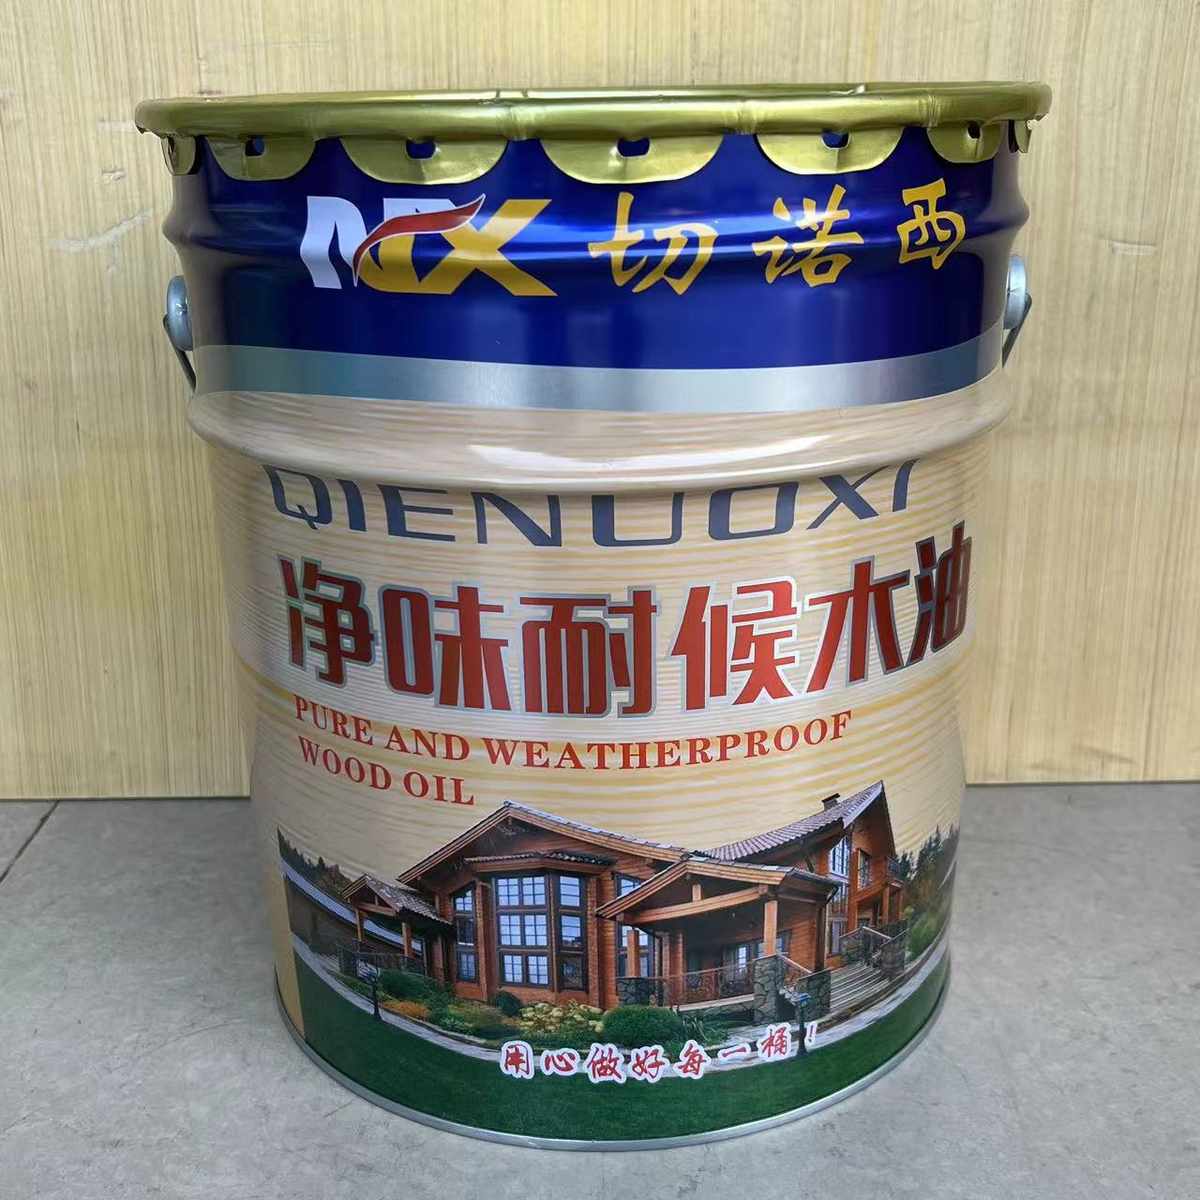 NX 切诺西
QIENUOXI
净味耐候木油
PURE AND WEATHERPROOF
WOOD OIL
用心做好每一桶!